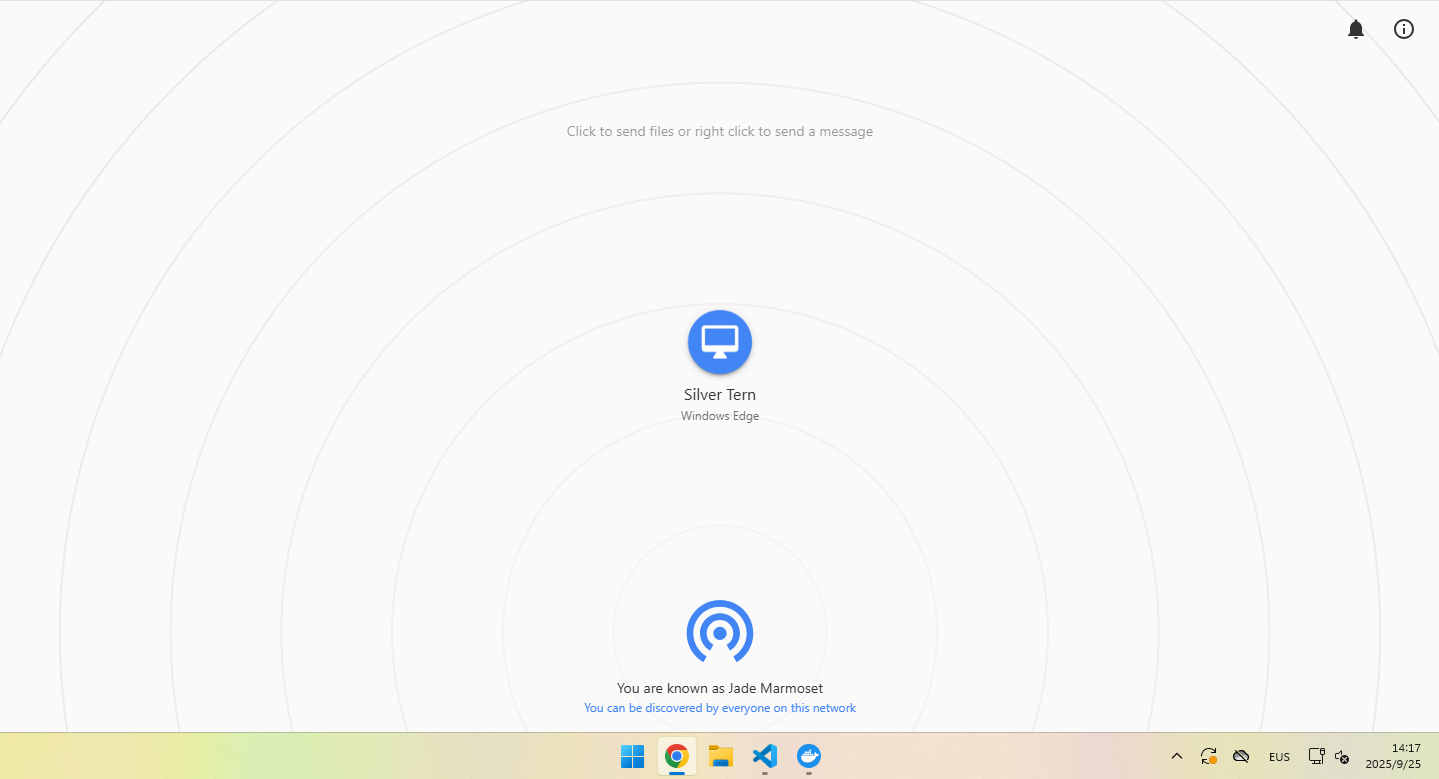 Click to send files or right click to send a message
Silver Tern
Windows Edge
You are known as Jade Marmoset
You can be discovered by everyone on this network
EUS
14:17
2025/9/25